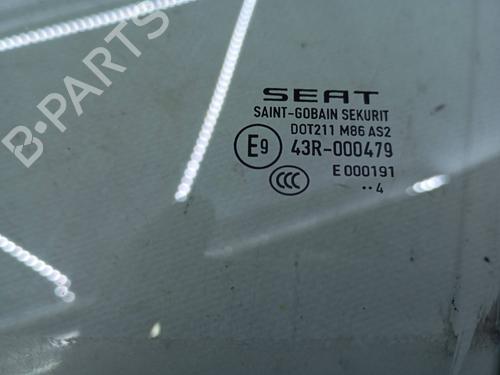 SEAT
SAINT-GOBAIN SEKURIT
DOT211 M86 AS2
E9 43R-000479
CCC E 000191
··4
B-PARTS